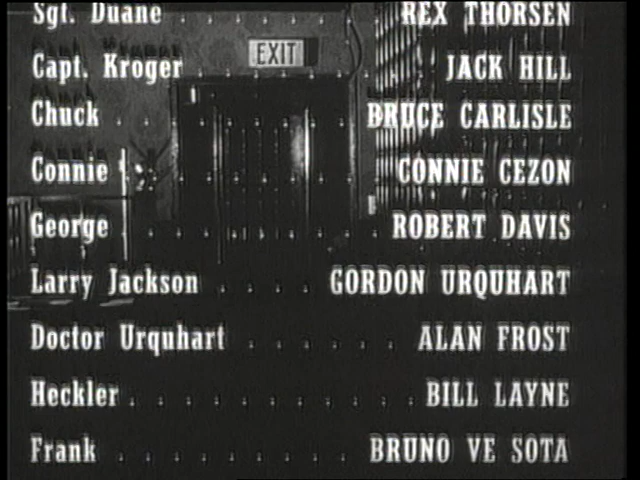 Sgt. Duane . . . . . . . REX THORSEN
EXIT
Capt. Kroger . . . . . . . JACK HILL
Chuck . . . . . . . . BRUCE CARLISLE
Connie . . . . . . . . CONNIE CEZON
George . . . . . . . . . ROBERT DAVIS
Larry Jackson . . . . GORDON URQUHART
Doctor Urquhart . . . . . . ALAN FROST
Heckler . . . . . . . . . . . BILL LAYNE
Frank . . . . . . . . . BRUNO VE SOTA